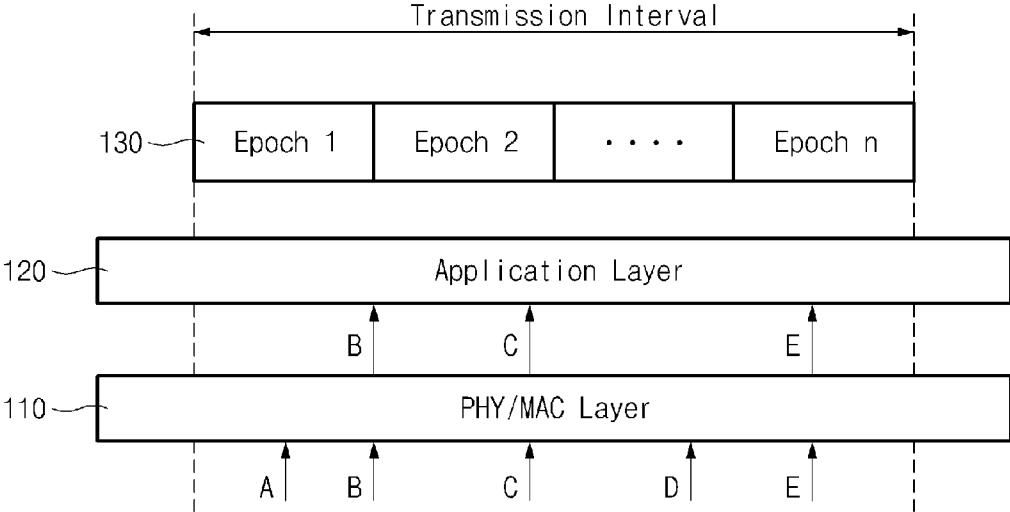 Transmission Interval
130 Epoch 1 Epoch 2 ···· Epoch n
120 Application Layer
B C E
110 PHY/MAC Layer
A B C D E